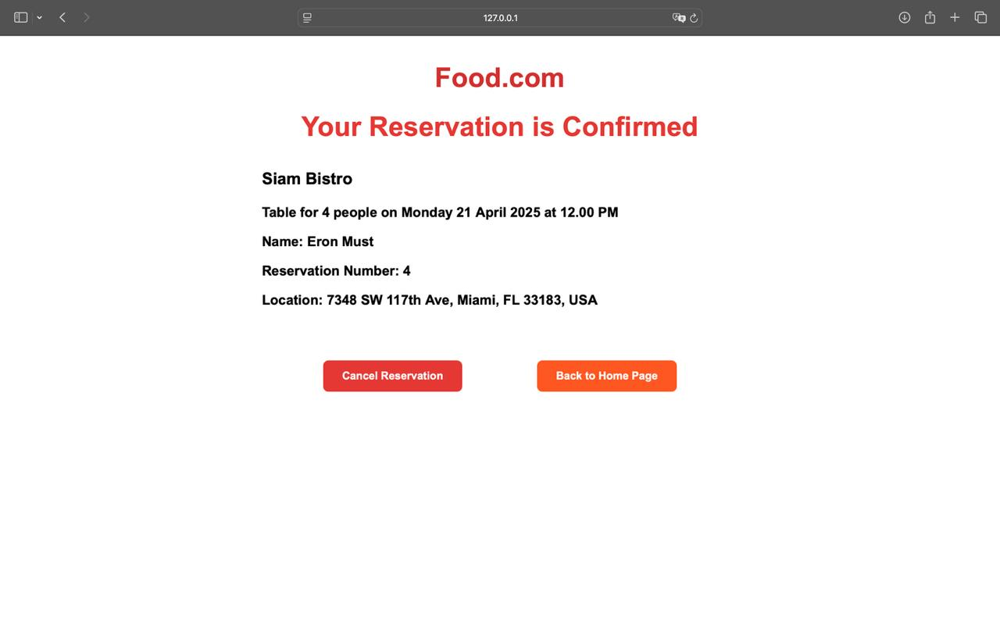 127.0.0.1
Food.com
Your Reservation is Confirmed
Siam Bistro
Table for 4 people on Monday 21 April 2025 at 12.00 PM
Name: Eron Must
Reservation Number: 4
Location: 7348 SW 117th Ave, Miami, FL 33183, USA
Cancel Reservation
Back to Home Page